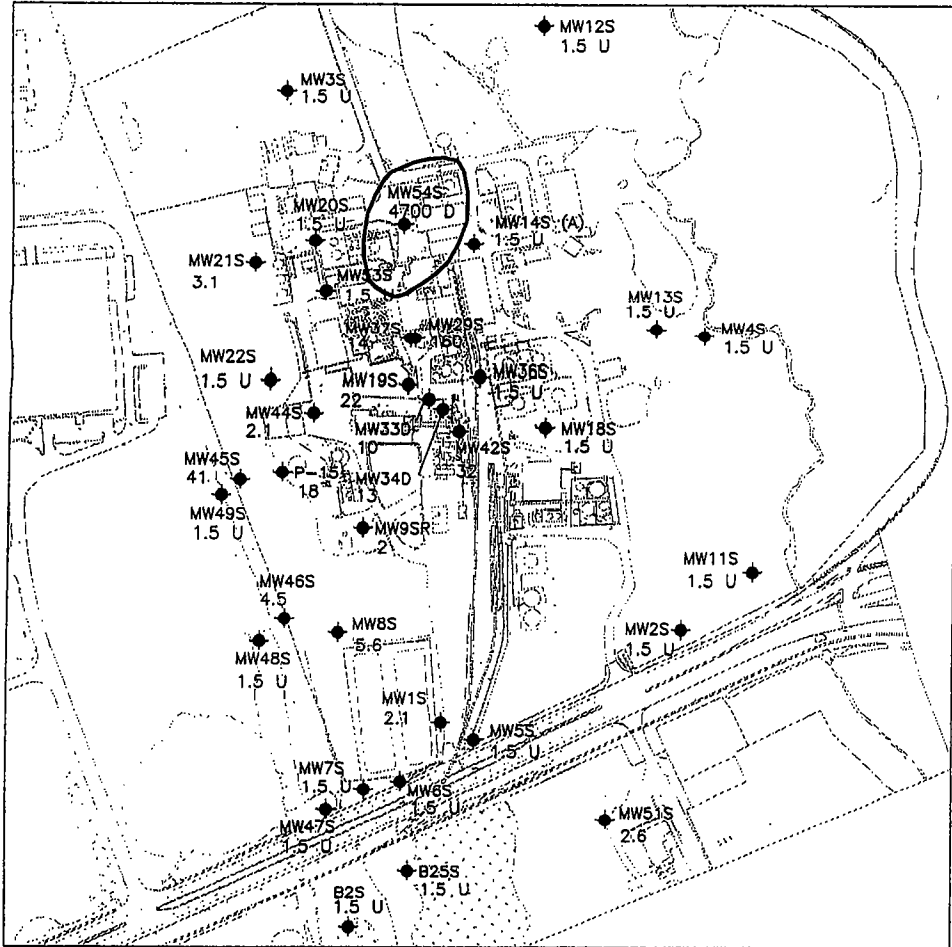 MW12S
1.5 U
MW3S
1.5 U
MW54S
4700 D
MW20S
1.5 U
MW14S (A)
1.5 U
MW21S
3.1
MW53S
1.5 U
MW13S
1.5 U
MW4S
1.5 U
MW37S
14
MW29S
160
MW22S
1.5 U
MW19S
22
MW36S
1.5 U
MW44S
2.1
MW33D
10
MW18S
1.5 U
MW42S
32
MW45S
41
P-15
18
MW34D
13
MW49S
1.5 U
MW9SR
2
MW11S
1.5 U
MW46S
4.5
MW8S
5.6
MW2S
1.5 U
MW48S
1.5 U
MW1S
2.1
MW5S
1.5 U
MW7S
1.5 U
MW6S
1.5 U
MW47S
1.5 U
MW51S
2.6
B25S
1.5 U
B2S
1.5 U